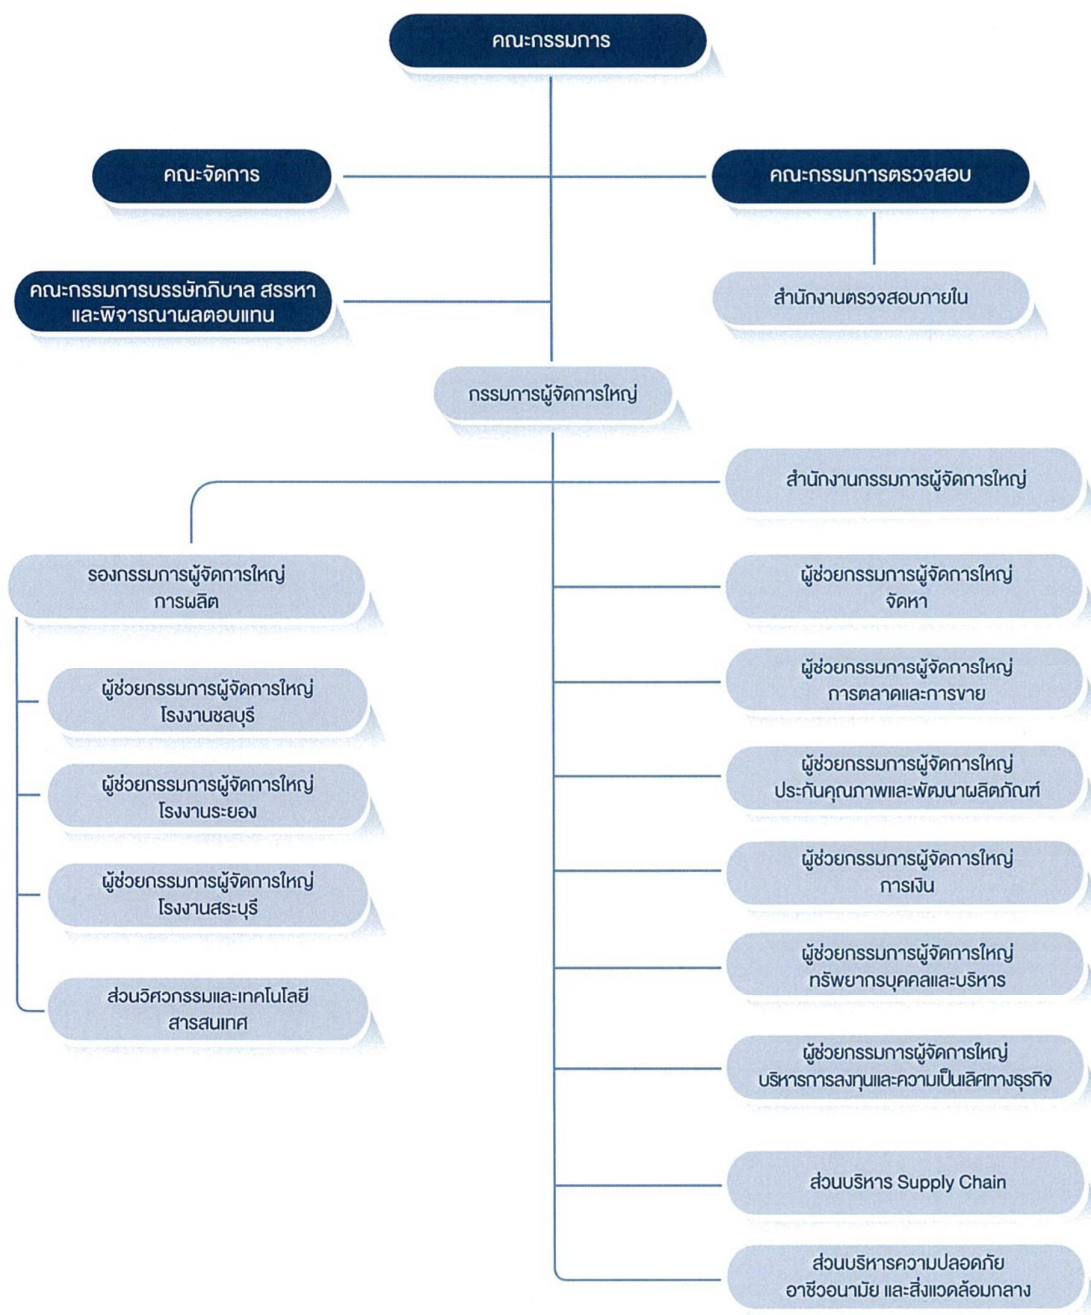 คณะกรรมการ
คณะจัดการ
คณะกรรมการตรวจสอบ
คณะกรรมการบรรษัทภิบาล สรรหา
และพิจารณาผลตอบแทน
สำนักงานตรวจสอบภายใน
กรรมการผู้จัดการใหญ่
สำนักงานกรรมการผู้จัดการใหญ่
รองกรรมการผู้จัดการใหญ่
การผลิต
ผู้ช่วยกรรมการผู้จัดการใหญ่
โรงงานชลบุรี
ผู้ช่วยกรรมการผู้จัดการใหญ่
โรงงานระยอง
ผู้ช่วยกรรมการผู้จัดการใหญ่
โรงงานสระบุรี
ส่วนวิศวกรรมและเทคโนโลยี
สารสนเทศ
ผู้ช่วยกรรมการผู้จัดการใหญ่
จัดหา
ผู้ช่วยกรรมการผู้จัดการใหญ่
การตลาดและการขาย
ผู้ช่วยกรรมการผู้จัดการใหญ่
ประกันคุณภาพและพัฒนาผลิตภัณฑ์
ผู้ช่วยกรรมการผู้จัดการใหญ่
การเงิน
ผู้ช่วยกรรมการผู้จัดการใหญ่
ทรัพยากรบุคคลและบริหาร
ผู้ช่วยกรรมการผู้จัดการใหญ่
บริหารการลงทุนและความเป็นเลิศทางธุรกิจ
ส่วนบริหาร Supply Chain
ส่วนบริหารความปลอดภัย
อาชีวอนามัย และสิ่งแวดล้อมกลาง